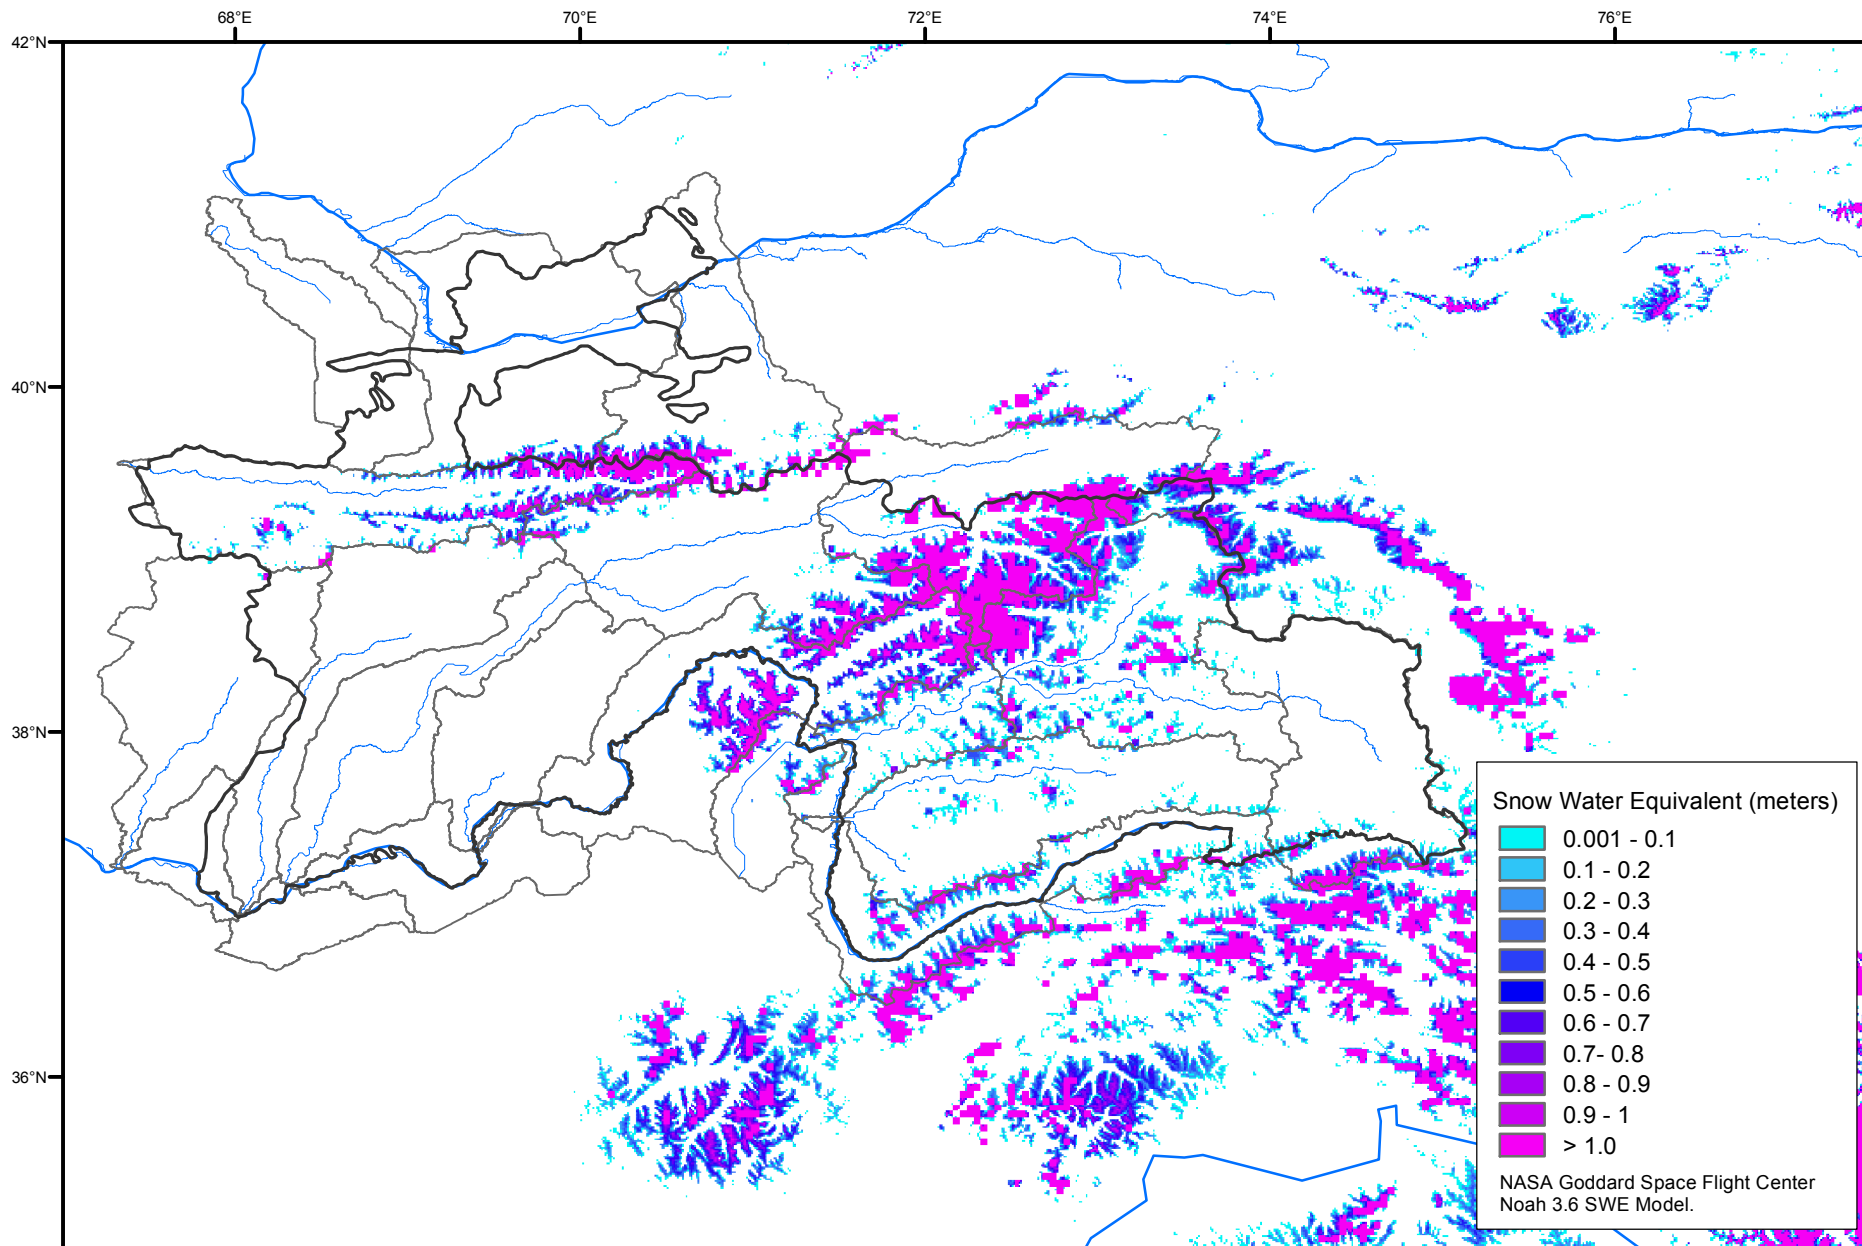 68°E 70°E 72°E 74°E 76°E
42°N
40°N
38°N
36°N
Snow Water Equivalent (meters)
0.001 - 0.1
0.1 - 0.2
0.2 - 0.3
0.3 - 0.4
0.4 - 0.5
0.5 - 0.6
0.6 - 0.7
0.7- 0.8
0.8 - 0.9
0.9 - 1
> 1.0
NASA Goddard Space Flight Center
Noah 3.6 SWE Model.